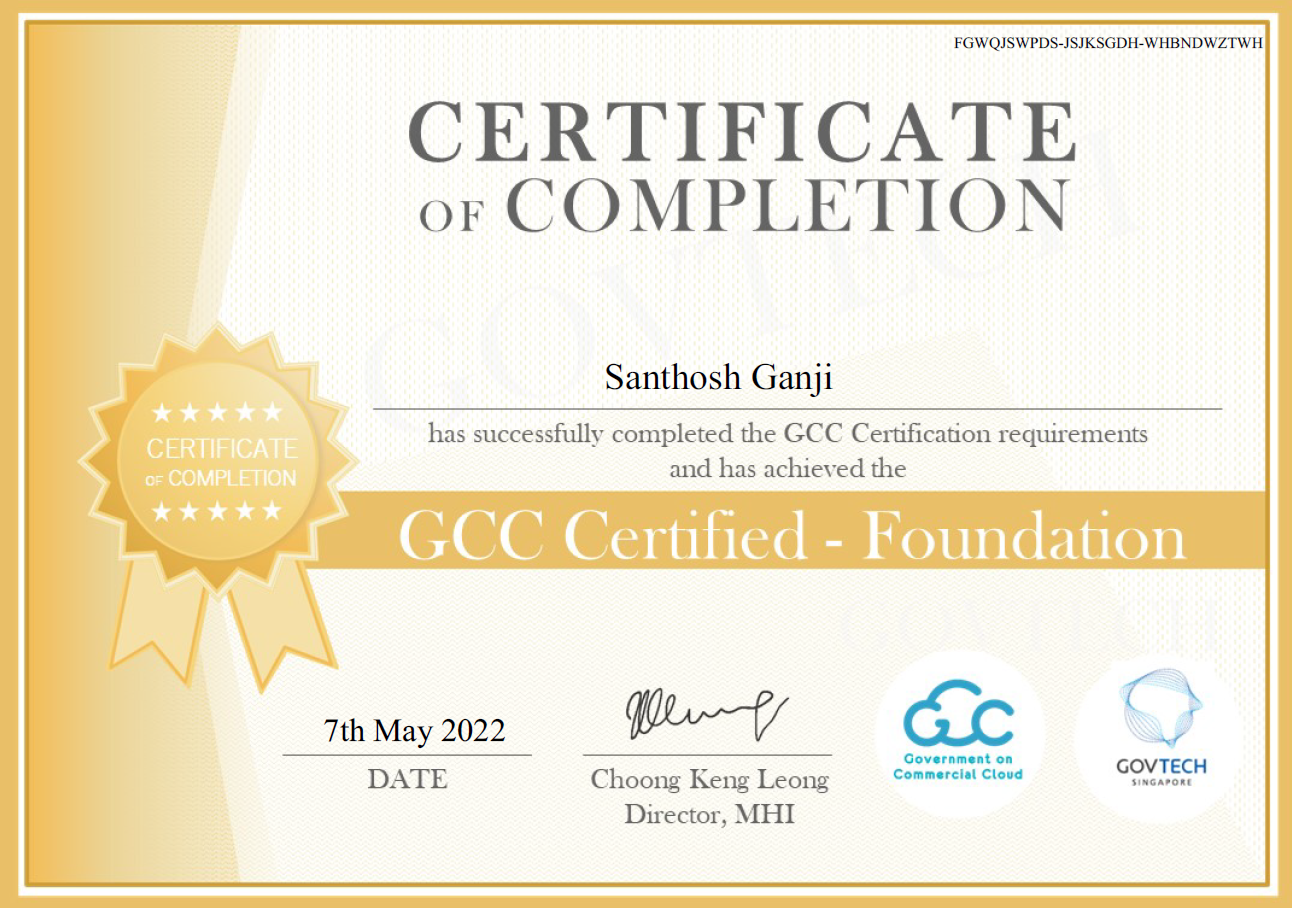 FGWQJSWPDS-JSJKSGDH-WHBNDWZTWH
CERTIFICATE
OF COMPLETION
GOVTECH
Santhosh Ganji
has successfully completed the GCC Certification requirements
and has achieved the
CERTIFICATE
OF COMPLETION
GCC Certified - Foundation
7th May 2022
DATE
Choong Keng Leong
Director, MHI
GCC
Government on
Commercial Cloud
GOVTECH
SINGAPORE